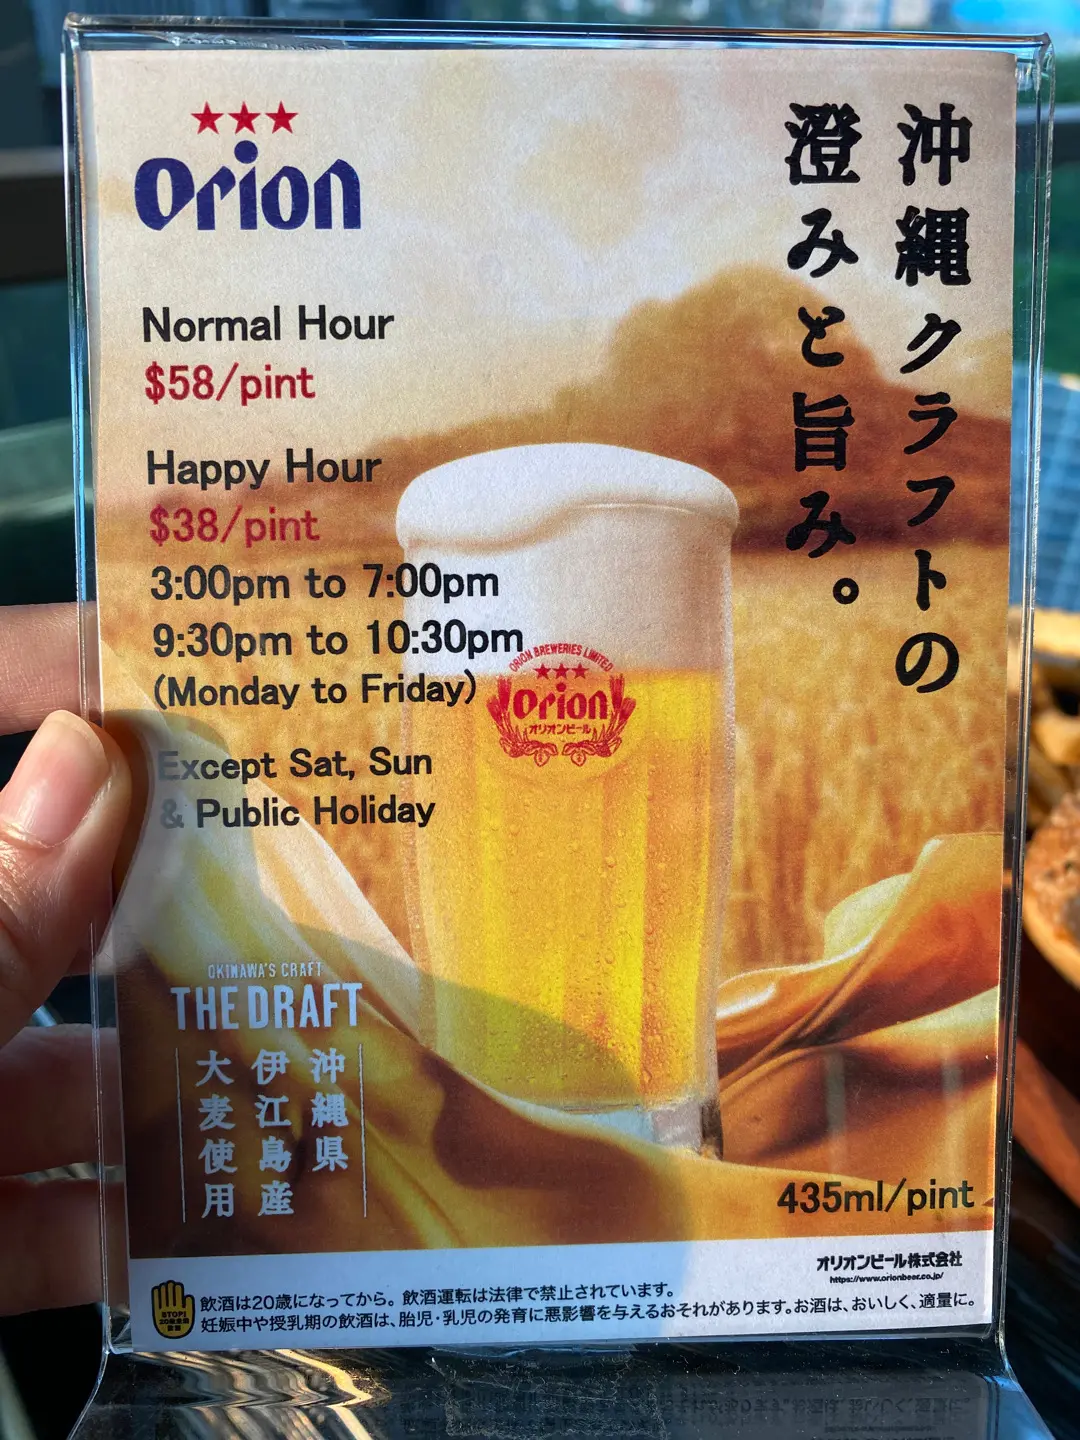 Orion
沖縄クラフトの
澄みと旨み。
Normal Hour
$58/pint
Happy Hour
$38/pint
3:00pm to 7:00pm
9:30pm to 10:30pm
(Monday to Friday)
Except Sat, Sun
& Public Holiday
ORION BREWERIES LIMITED
Orion
オリオンビール
OKINAWA'S CRAFT
THE DRAFT
沖縄県
伊江島産
大麦使用
435ml/pint
オリオンビール株式会社
https://www.orionbeer.co.jp/
STOP!
飲酒は20歳になってから。飲酒運転は法律で禁止されています。
妊娠中や授乳期の飲酒は、胎児・乳児の発育に悪影響を与えるおそれがあります。お酒は、おいしく、適量に。